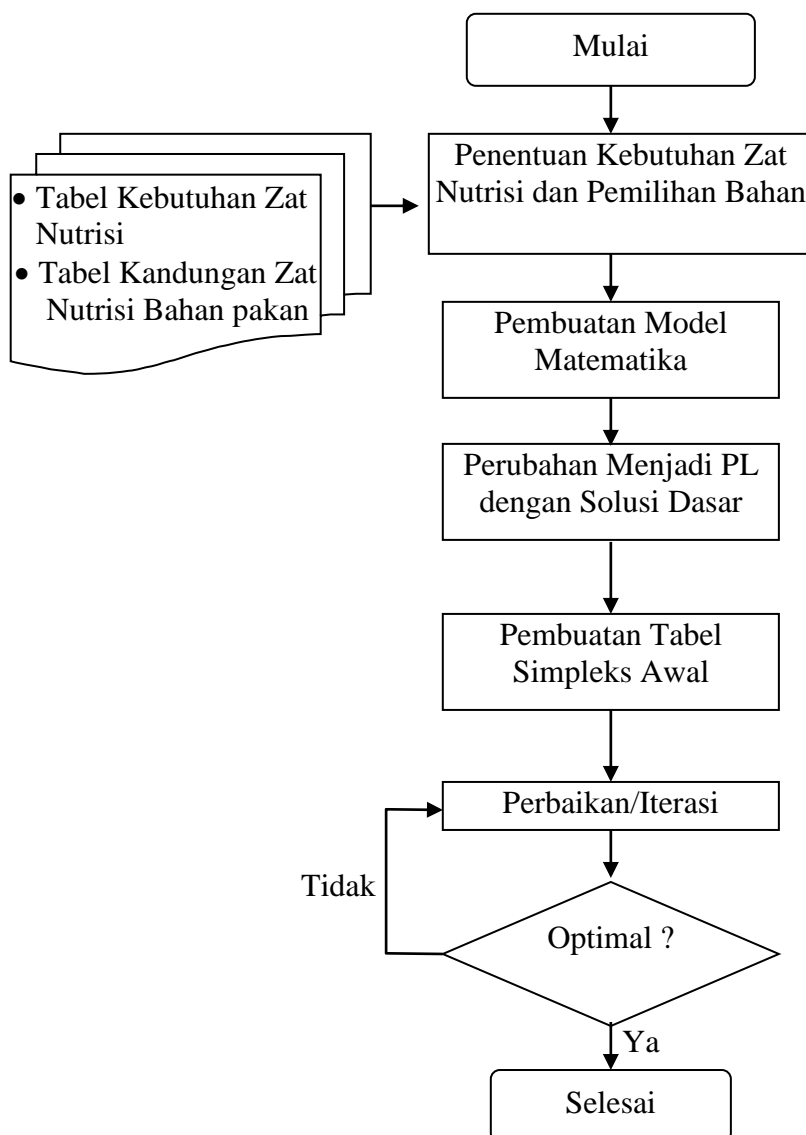 Mulai
Penentuan Kebutuhan Zat
Nutrisi dan Pemilihan Bahan
• Tabel Kebutuhan Zat
Nutrisi
• Tabel Kandungan Zat
Nutrisi Bahan pakan
Pembuatan Model
Matematika
Perubahan Menjadi PL
dengan Solusi Dasar
Pembuatan Tabel
Simpleks Awal
Perbaikan/Iterasi
Tidak
Optimal ?
Ya
Selesai